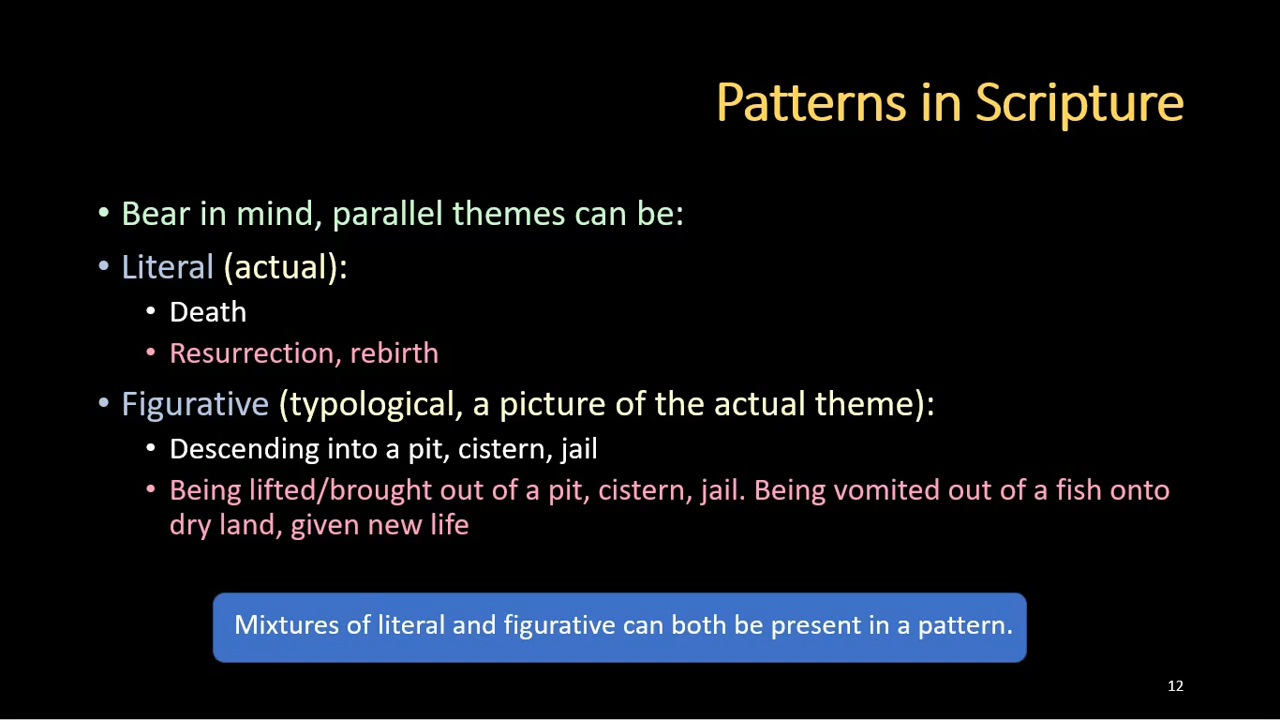 Patterns in Scripture
• Bear in mind, parallel themes can be:
• Literal (actual):
• Death
• Resurrection, rebirth
• Figurative (typological, a picture of the actual theme):
• Descending into a pit, cistern, jail
• Being lifted/brought out of a pit, cistern, jail. Being vomited out of a fish onto
dry land, given new life
Mixtures of literal and figurative can both be present in a pattern.
12